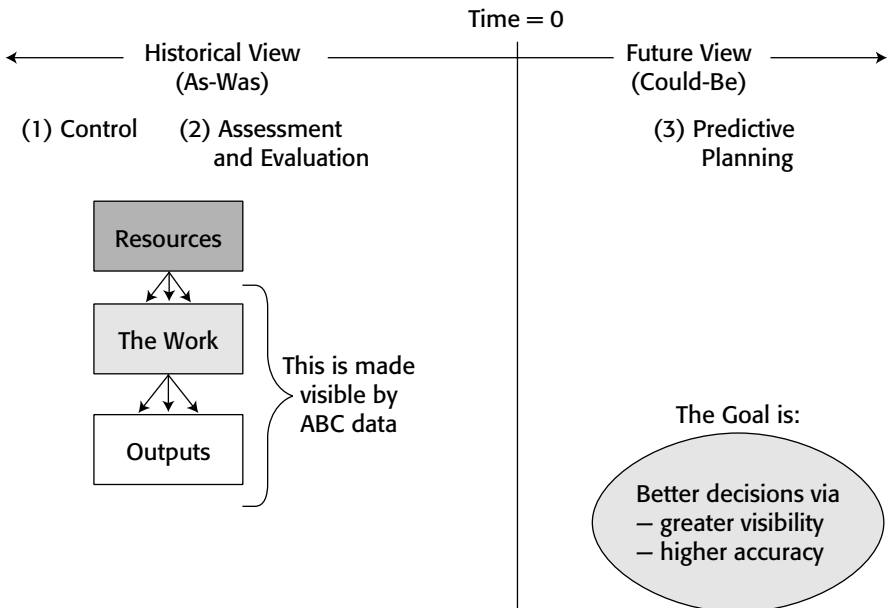 Time = 0
Historical View
(As-Was)
Future View
(Could-Be)
(1) Control
(2) Assessment
and Evaluation
(3) Predictive
Planning
Resources
The Work
Outputs
This is made
visible by
ABC data
The Goal is:
Better decisions via
– greater visibility
– higher accuracy